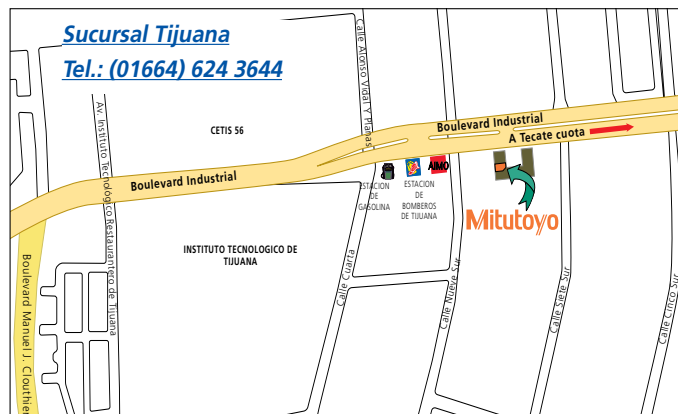 Sucursal Tijuana
Tel.: (01664) 624 3644
Calle Alonso Vidal Y Planas
Av. Instituto Tecnológico Restaurantero de Tijuana
CETIS 56
Boulevard Industrial
A Tecate cuota
Boulevard Industrial
AIMO
ESTACION
DE
GASOLINA
ESTACION
DE
BOMBEROS
DE TIJUANA
Mitutoyo
INSTITUTO TECNOLOGICO DE
TIJUANA
Boulevard Manuel J. Clouthier
Calle Cuarta
Calle Nueve Sur
Calle Siete Sur
Calle Cinco Sur